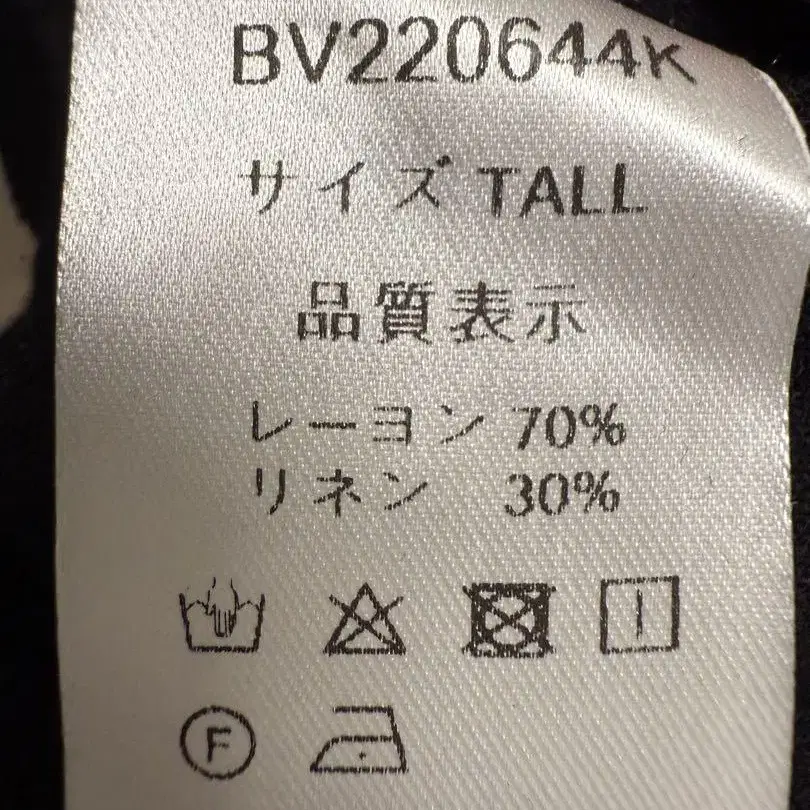 BV220644K
サイズ TALL
品質表示
レーヨン 70%
リネン 30%
F